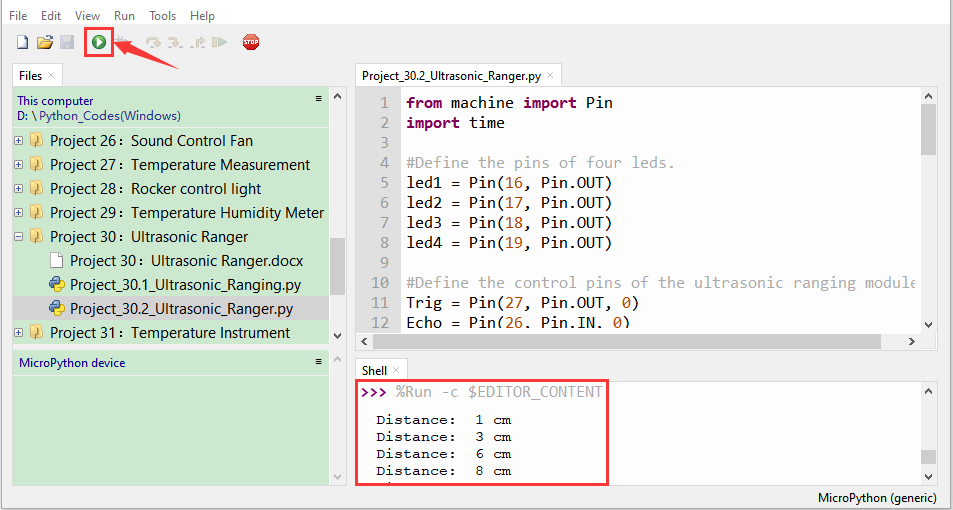 File Edit View Run Tools Help
STOP
Files ×
This computer
D: \ Python_Codes(Windows)
Project 26：Sound Control Fan
Project 27：Temperature Measurement
Project 28：Rocker control light
Project 29：Temperature Humidity Meter
Project 30：Ultrasonic Ranger
Project 30：Ultrasonic Ranger.docx
Project_30.1_Ultrasonic_Ranging.py
Project_30.2_Ultrasonic_Ranger.py
Project 31：Temperature Instrument
MicroPython device
Project_30.2_Ultrasonic_Ranger.py ×
1 from machine import Pin
2 import time
3
4 #Define the pins of four leds.
5 led1 = Pin(16, Pin.OUT)
6 led2 = Pin(17, Pin.OUT)
7 led3 = Pin(18, Pin.OUT)
8 led4 = Pin(19, Pin.OUT)
9
10 #Define the control pins of the ultrasonic ranging module
11 Trig = Pin(27, Pin.OUT, 0)
12 Echo = Pin(26, Pin.IN, 0)
Shell ×
>>> %Run -c $EDITOR_CONTENT
Distance: 1 cm
Distance: 3 cm
Distance: 6 cm
Distance: 8 cm
MicroPython (generic)